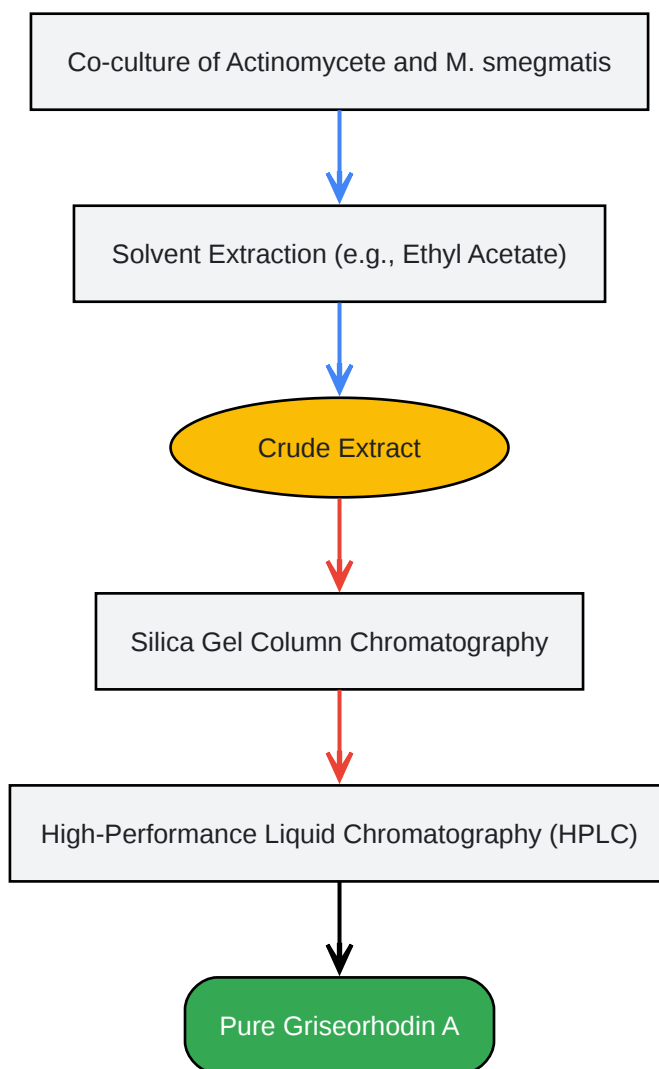 Co-culture of Actinomycete and M. smegmatis
Solvent Extraction (e.g., Ethyl Acetate)
Crude Extract
Silica Gel Column Chromatography
High-Performance Liquid Chromatography (HPLC)
Pure Griseorhodin A